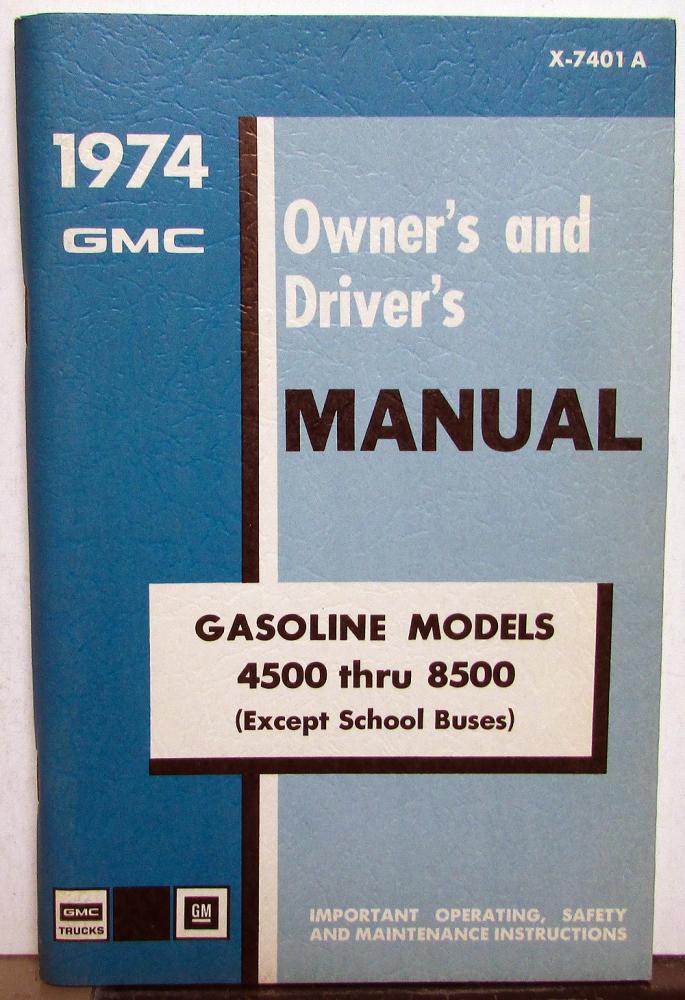 X-7401 A
1974
GMC
Owner's and
Driver's
MANUAL
GASOLINE MODELS
4500 thru 8500
(Except School Buses)
GMC
TRUCKS
GM
IMPORTANT OPERATING, SAFETY
AND MAINTENANCE INSTRUCTIONS